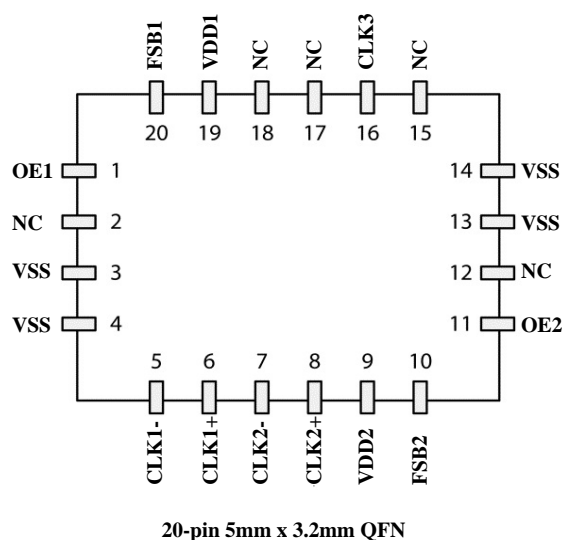 FSB1
VDD1
NC
NC
CLK3
NC
20
19
18
17
16
15
OE1
1
14
VSS
NC
2
13
VSS
VSS
3
12
NC
VSS
4
11
OE2
5
6
7
8
9
10
CLK1-
CLK1+
CLK2-
CLK2+
VDD2
FSB2
20-pin 5mm x 3.2mm QFN